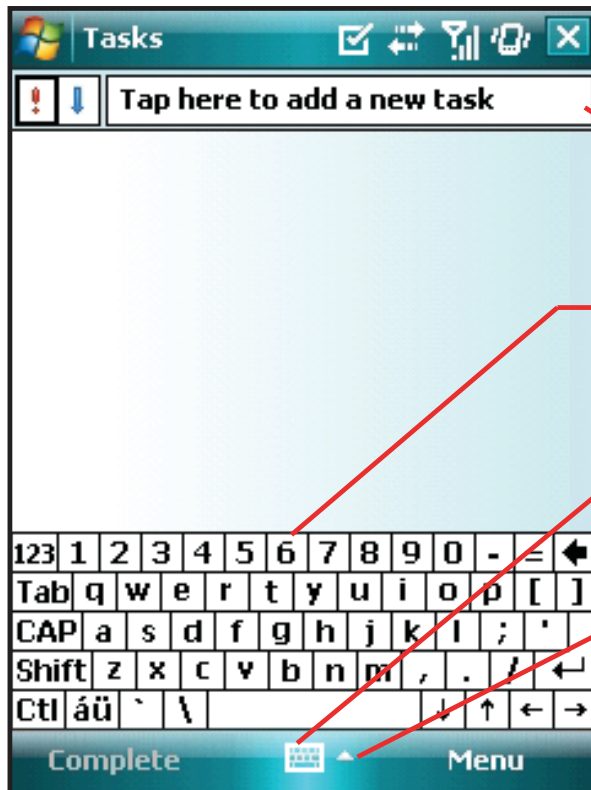 Tasks
Tap here to add a new task
123 1 2 3 4 5 6 7 8 9 0 - =
Tab q w e r t y u i o p [ ]
CAP a s d f g h j k l ; '
Shift z x c v b n m , . /
Ctl áü ` \ ↓ ↑ ← →
Complete Menu